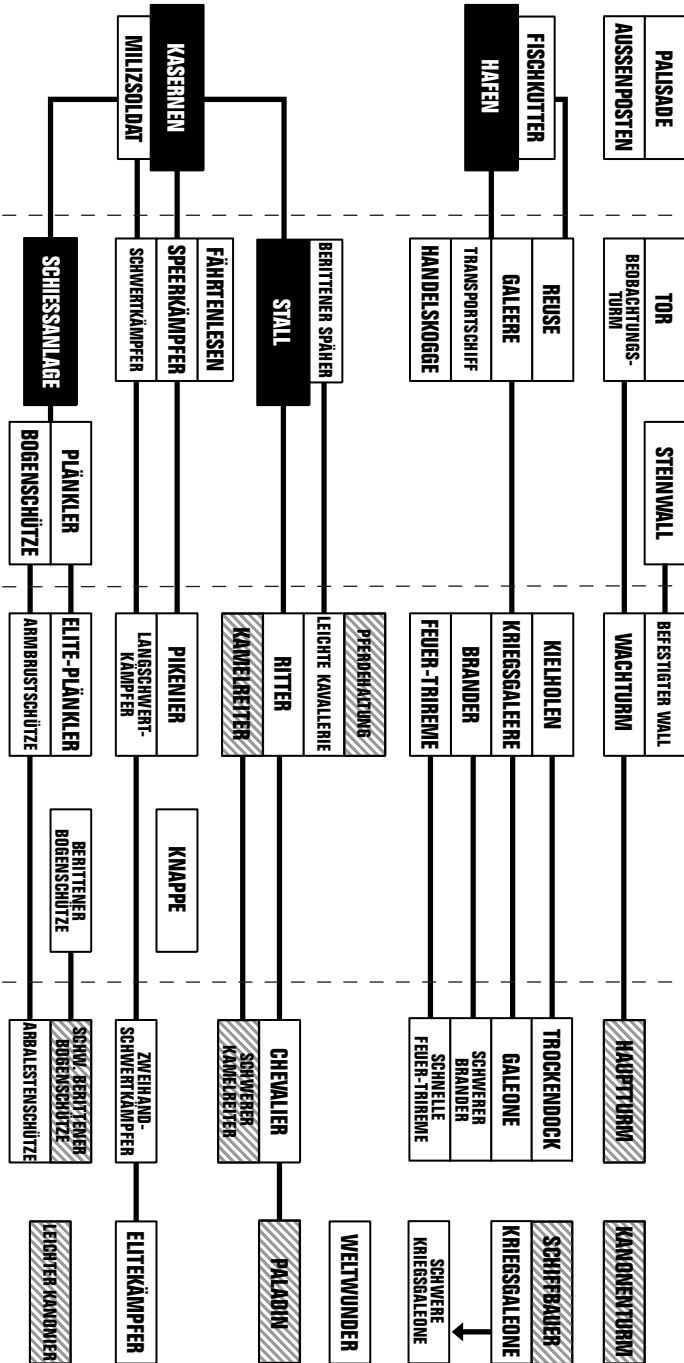 PALISADE
AUSSENPOSTEN
TOR
BEOBACHTUNGS-
TURM
STEINWALL
BEFESTIGTER WALL
WACHTURM
HAUPTTURM
KANONENTURM
FISCHKUTTER
HAFEN
REUSE
GALEERE
TRANSPORTSCHIFF
HANDELSKOGGE
KIELHOLEN
KRIEGSGALEERE
BRANDER
FEUER-TRIREME
TROCKENDOCK
GALEONE
SCHWERER
BRANDER
SCHNELLE
FEUER-TRIREME
SCHIFFBAUER
KRIEGSGALEONE
SCHWERE
KRIEGSGALEONE
WELTWUNDER
BERITTENER SPÄHER
STALL
PFERDEHALTUNG
LEICHTE KAVALLERIE
RITTER
KAMELREITER
CHEVALIER
SCHWERER
KAMELREITER
PALADIN
KASERNEN
MILIZSOLDAT
FÄHRTENLESEN
SPEERKÄMPFER
SCHWERTKÄMPFER
PIKENIER
LANGSCHWERT-
KÄMPFER
KNAPPE
ZWEIHAND-
SCHWERTKÄMPFER
ELITEKÄMPFER
SCHIESSANLAGE
PLÄNKLER
BOGENSCHÜTZE
ELITE-PLÄNKLER
ARMBRUSTSCHÜTZE
BERITTENER
BOGENSCHÜTZE
SCHW. BERITTENER
BOGENSCHÜTZE
ARBALESTENSCHÜTZE
LEICHTER KANONIER